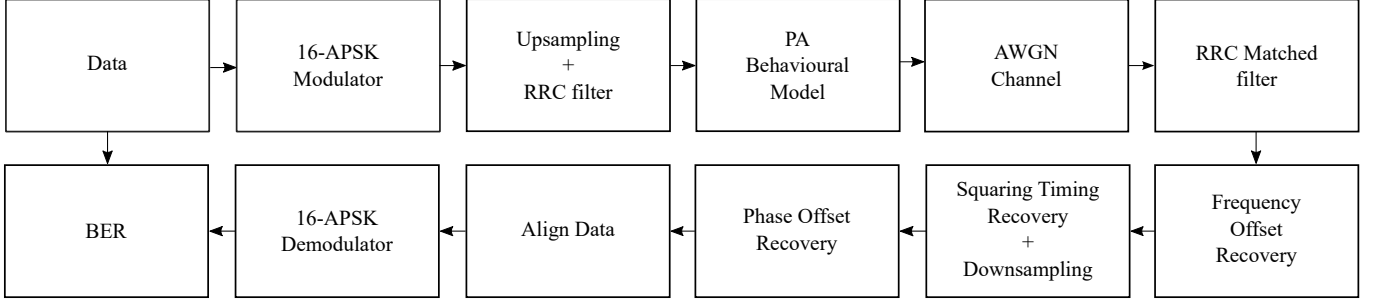 Data
16-APSK
Modulator
Upsampling
+
RRC filter
PA
Behavioural
Model
AWGN
Channel
RRC Matched
filter
BER
16-APSK
Demodulator
Align Data
Phase Offset
Recovery
Squaring Timing
Recovery
+
Downsampling
Frequency
Offset
Recovery